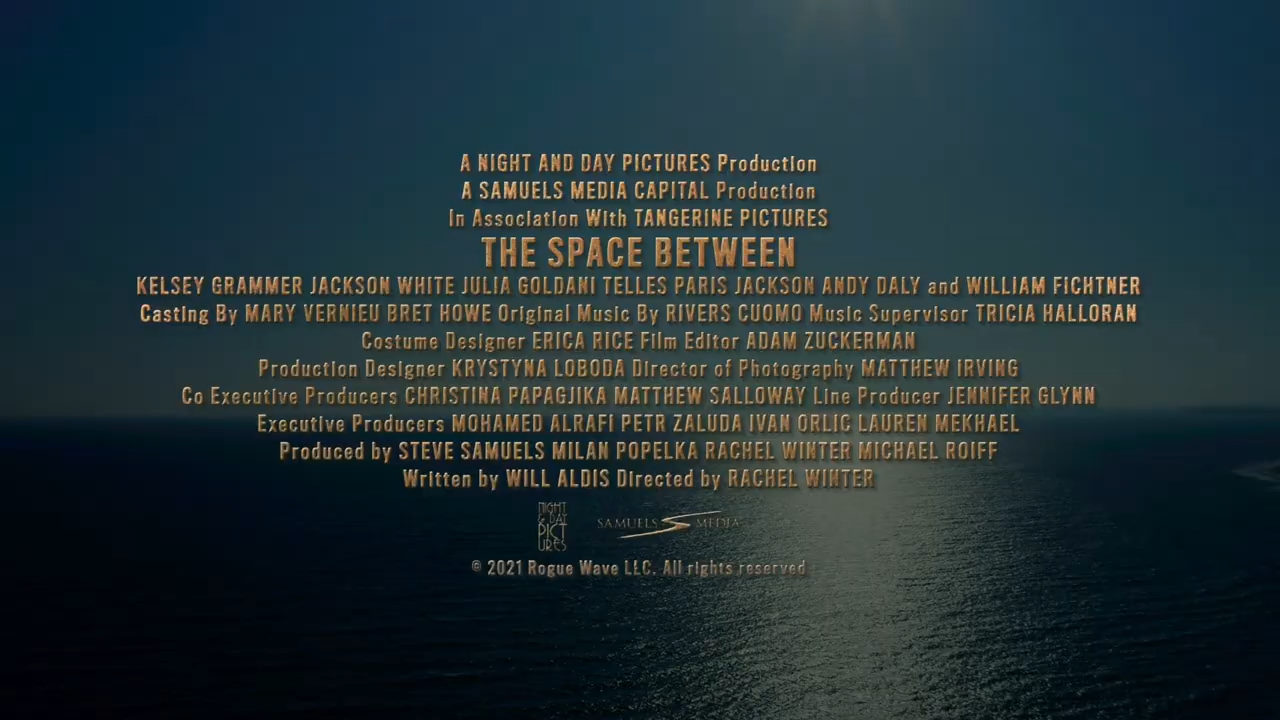 A NIGHT AND DAY PICTURES Production
A SAMUELS MEDIA CAPITAL Production
In Association With TANGERINE PICTURES
THE SPACE BETWEEN
KELSEY GRAMMER JACKSON WHITE JULIA GOLDANI TELLES PARIS JACKSON ANDY DALY and WILLIAM FICHTNER
Casting By MARY VERNIEU BRET HOWE Original Music By RIVERS CUOMO Music Supervisor TRICIA HALLORAN
Costume Designer ERICA RICE Film Editor ADAM ZUCKERMAN
Production Designer KRYSTYNA LOBODA Director of Photography MATTHEW IRVING
Co Executive Producers CHRISTINA PAPAGJIKA MATTHEW SALLOWAY Line Producer JENNIFER GLYNN
Executive Producers MOHAMED ALRAFI PETR ZALUDA IVAN ORLIC LAUREN MEKHAEL
Produced by STEVE SAMUELS MILAN POPELKA RACHEL WINTER MICHAEL ROIFF
Written by WILL ALDIS Directed by RACHEL WINTER
NIGHT
& DAY
PICT
URES
SAMUELS MEDIA
© 2021 Rogue Wave LLC. All rights reserved